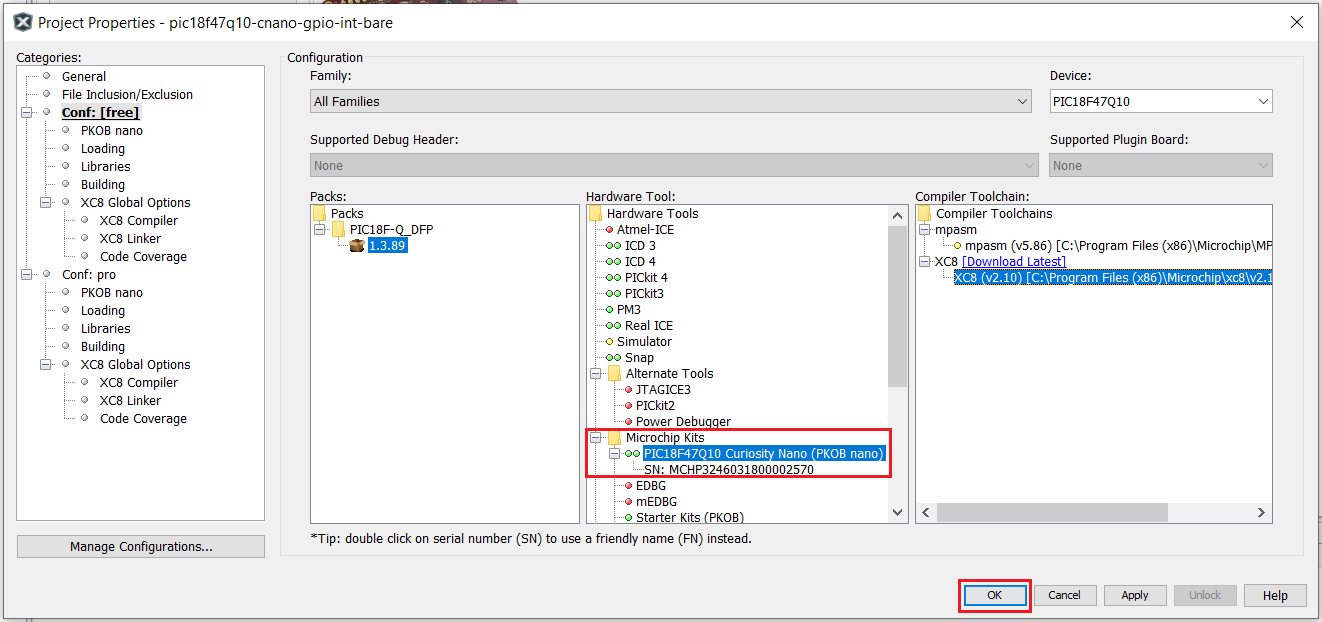 Project Properties - pic18f47q10-cnano-gpio-int-bare
Categories:
General
File Inclusion/Exclusion
Conf: [free]
PKOB nano
Loading
Libraries
Building
XC8 Global Options
XC8 Compiler
XC8 Linker
Code Coverage
Conf: pro
PKOB nano
Loading
Libraries
Building
XC8 Global Options
XC8 Compiler
XC8 Linker
Code Coverage
Manage Configurations...
Configuration
Family:
All Families
Device:
PIC18F47Q10
Supported Debug Header:
None
Supported Plugin Board:
None
Packs:
Packs
PIC18F-Q_DFP
1.3.89
Hardware Tool:
Hardware Tools
Atmel-ICE
ICD 3
ICD 4
PICkit 4
PICkit3
PM3
Real ICE
Simulator
Snap
Alternate Tools
JTAGICE3
PICkit2
Power Debugger
Microchip Kits
PIC18F47Q10 Curiosity Nano (PKOB nano)
SN: MCHP3246031800002570
EDBG
mEDBG
Starter Kits (PKOB)
Compiler Toolchain:
Compiler Toolchains
mpasm
mpasm (v5.86) [C:\Program Files (x86)\Microchip\MP
XC8 [Download Latest]
XC8 (v2.10) [C:\Program Files (x86)\Microchip\xc8\v2.1
*Tip: double click on serial number (SN) to use a friendly name (FN) instead.
OK
Cancel
Apply
Unlock
Help